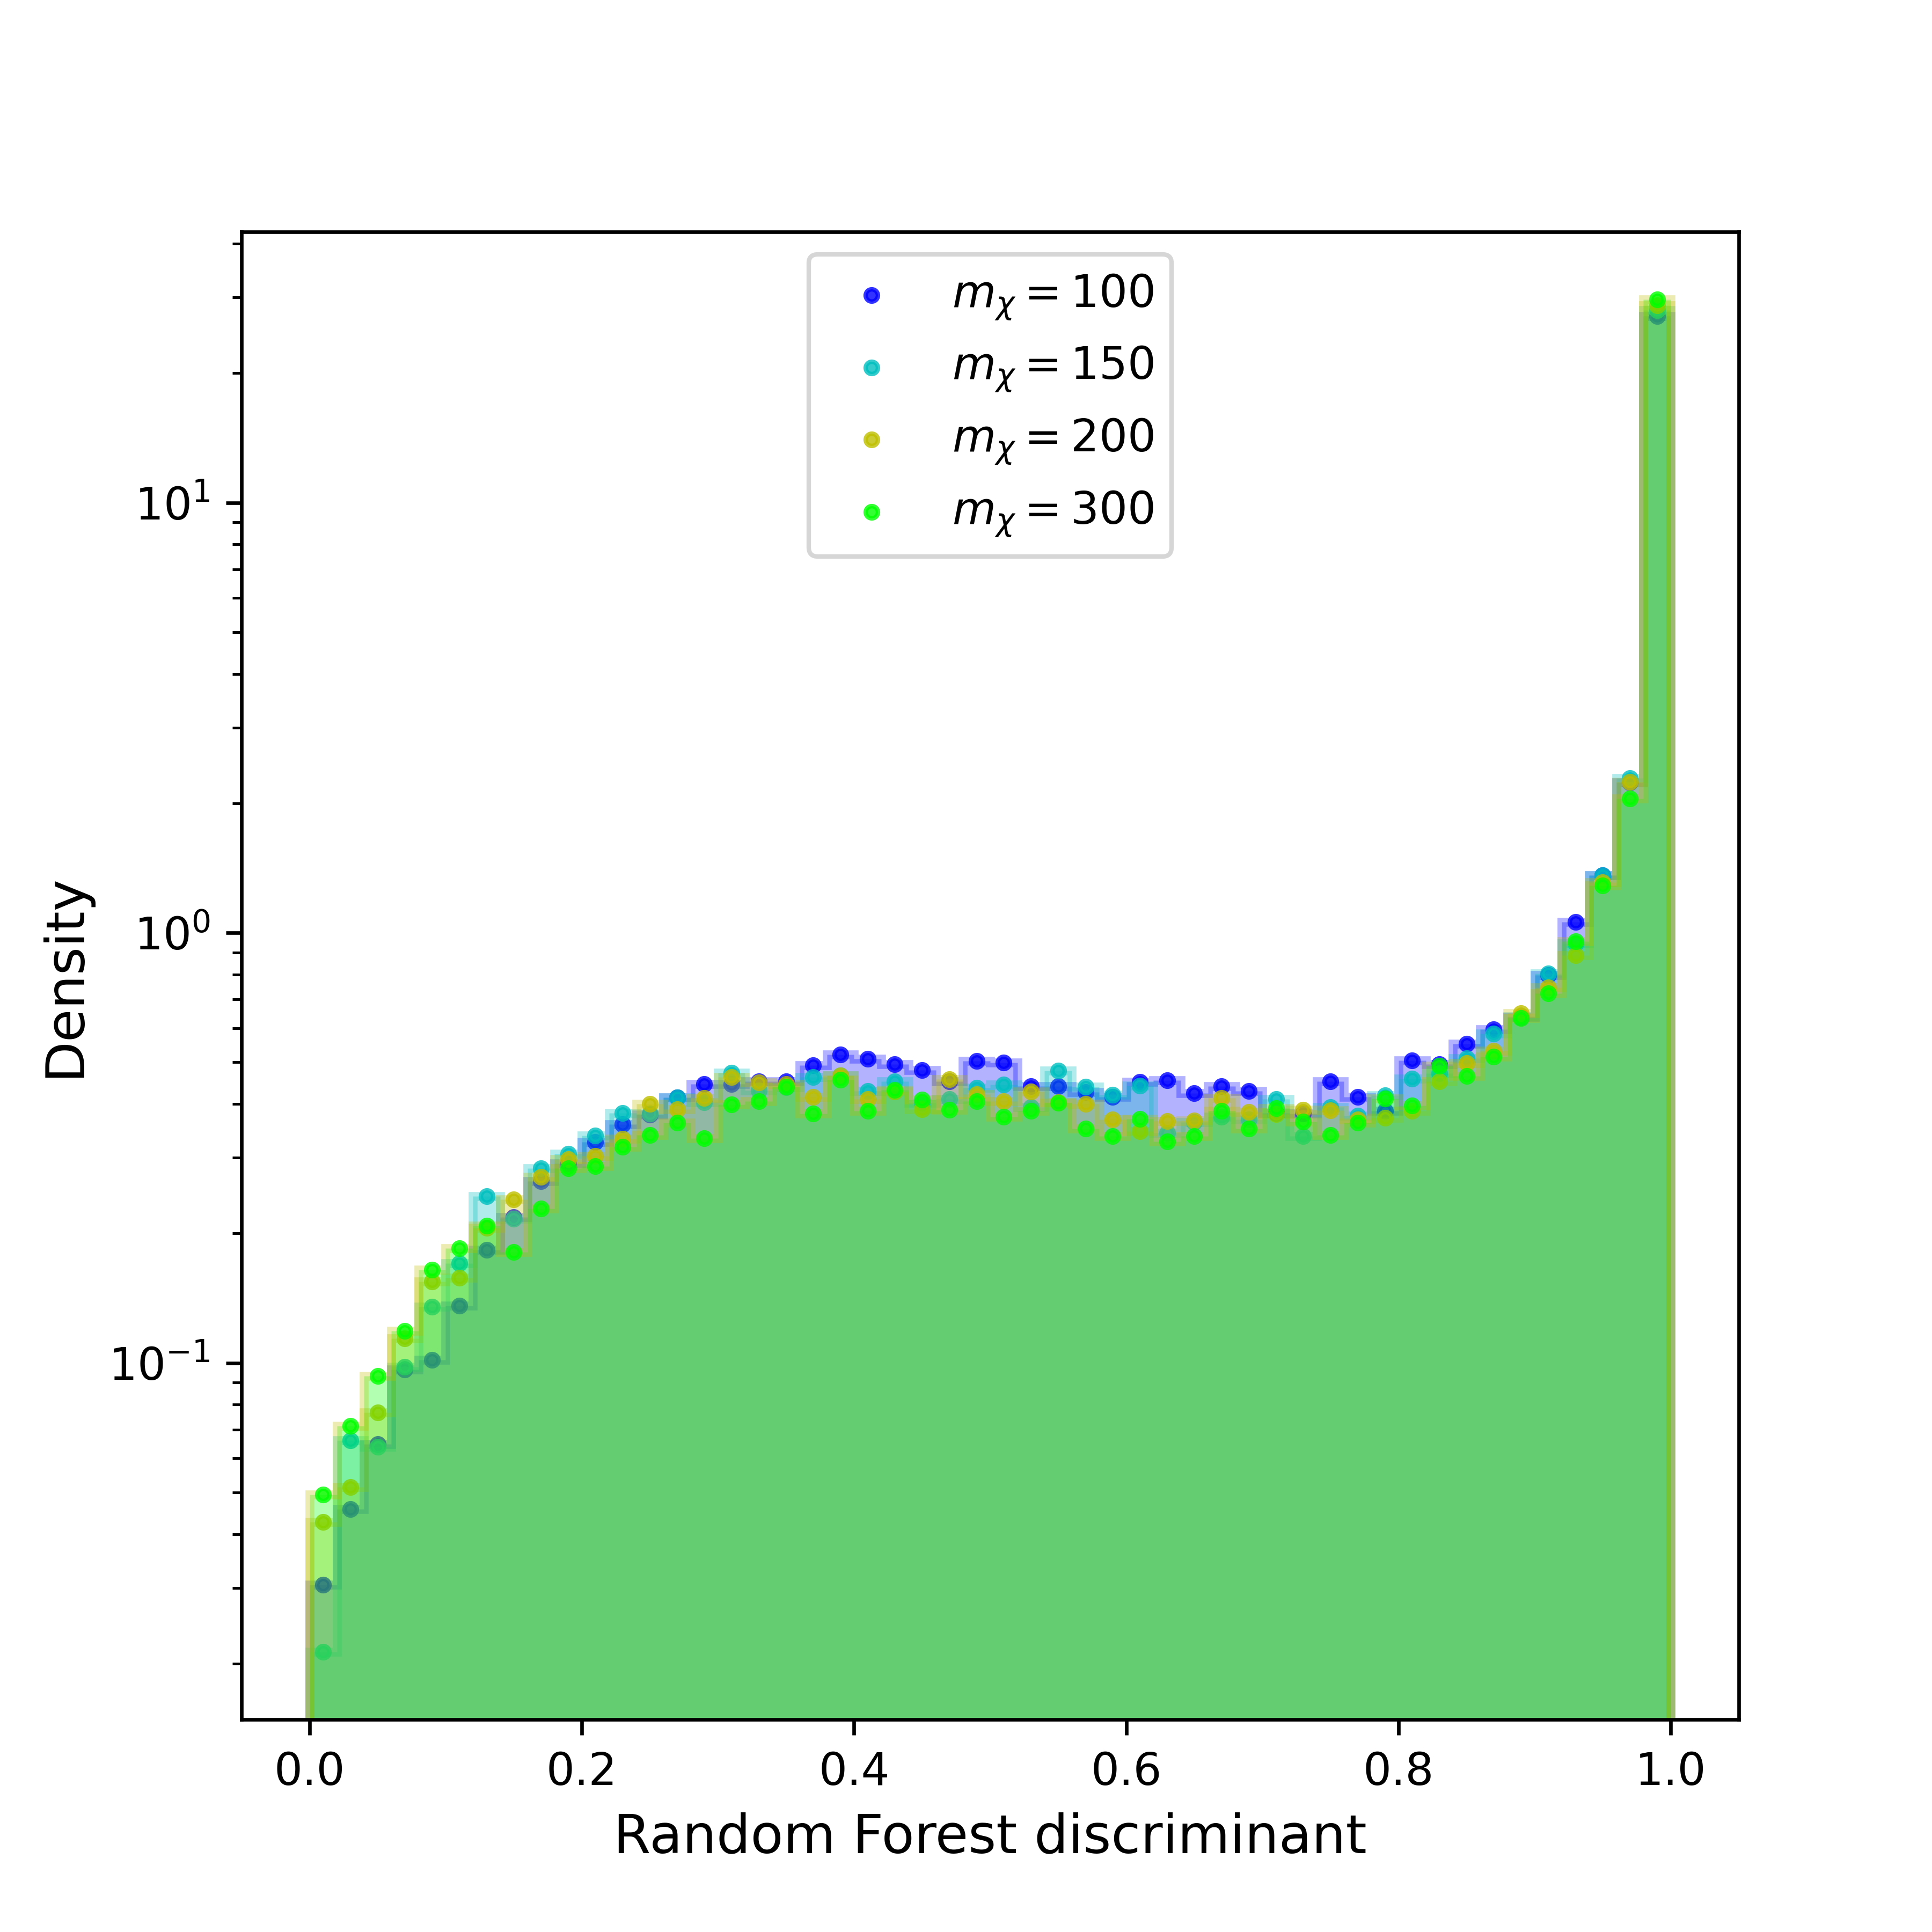 m_χ = 100
m_χ = 150
m_χ = 200
m_χ = 300
Density
10^1
10^0
10^−1
0.0 0.2 0.4 0.6 0.8 1.0
Random Forest discriminant